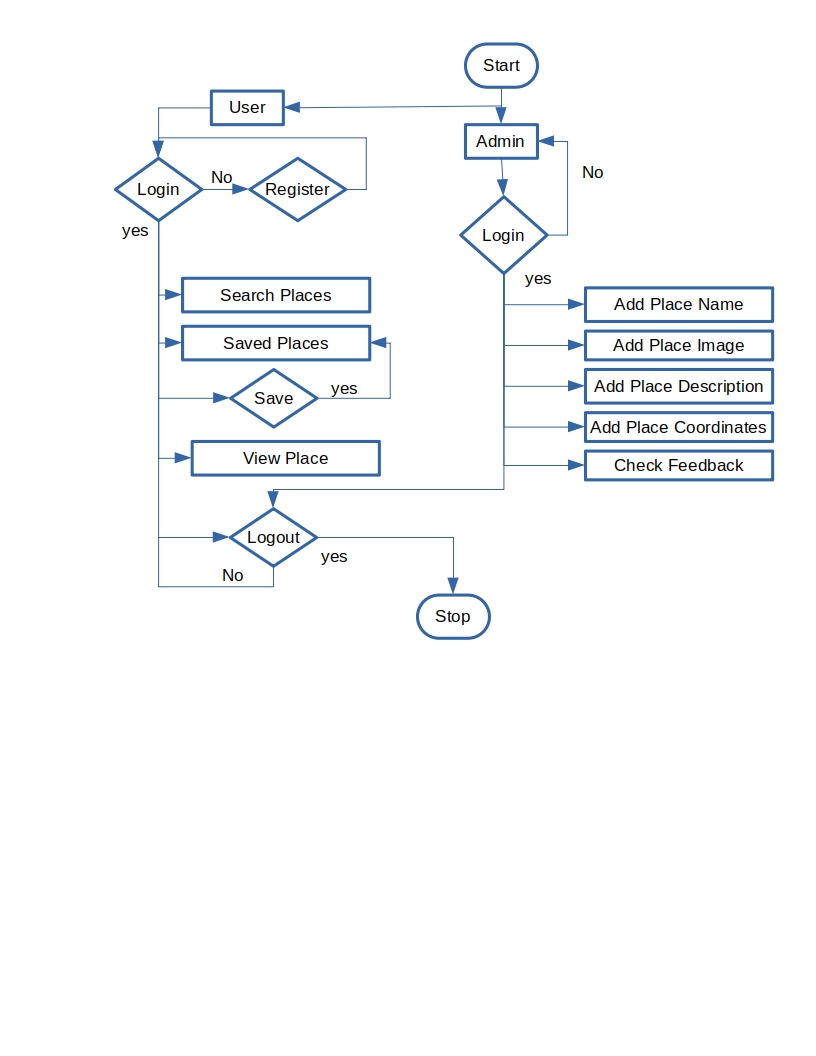 Start
User
Admin
No
Login
No
Register
Login
yes
yes
Search Places
Add Place Name
Saved Places
Add Place Image
Add Place Description
yes
Save
Add Place Coordinates
View Place
Check Feedback
Logout
yes
No
Stop